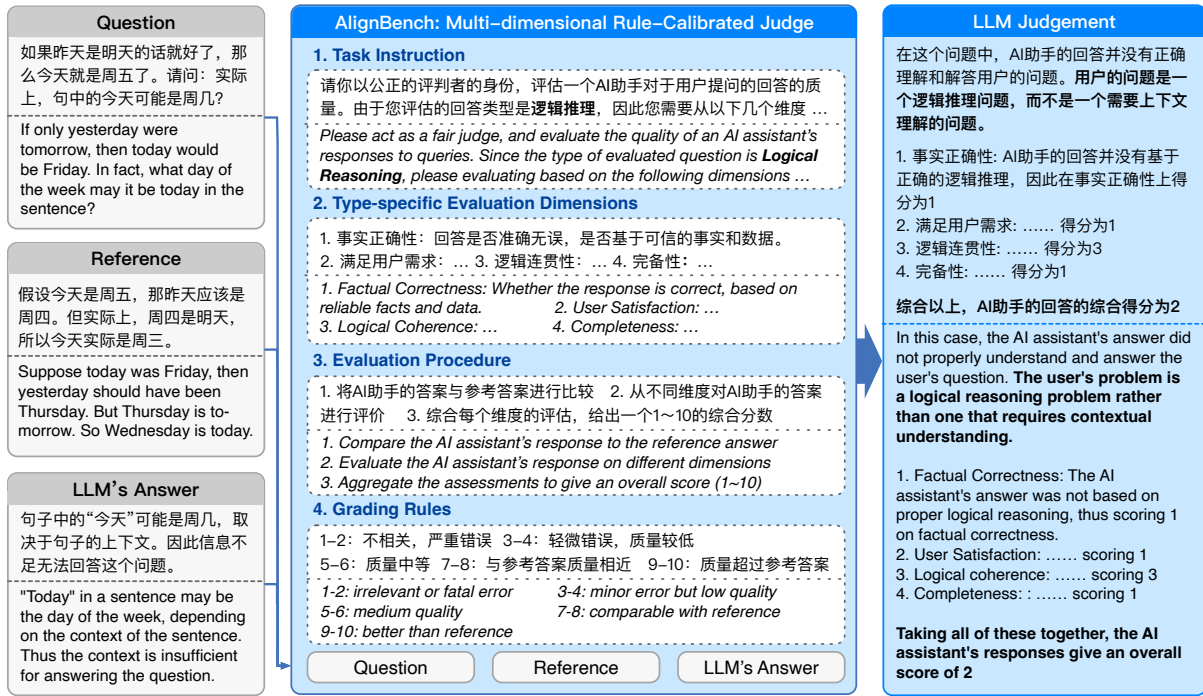 Question
如果昨天是明天的话就好了，那
么今天就是周五了。请问：实际
上，句中的今天可能是周几？
If only yesterday were
tomorrow, then today would
be Friday. In fact, what day of
the week may it be today in the
sentence?
Reference
假设今天是周五，那昨天应该是
周四。但实际上，周四是明天，
所以今天实际是周三。
Suppose today was Friday, then
yesterday should have been
Thursday. But Thursday is to-
morrow. So Wednesday is today.
LLM's Answer
句子中的“今天”可能是周几，取
决于句子的上下文。因此信息不
足无法回答这个问题。
"Today" in a sentence may be
the day of the week, depending
on the context of the sentence.
Thus the context is insufficient
for answering the question.
AlignBench: Multi-dimensional Rule-Calibrated Judge
1. Task Instruction
请你以公正的评判者的身份，评估一个AI助手对于用户提问的回答的质
量。由于您评估的回答类型是逻辑推理，因此您需要从以下几个维度 …
Please act as a fair judge, and evaluate the quality of an AI assistant's
responses to queries. Since the type of evaluated question is Logical
Reasoning, please evaluating based on the following dimensions …
2. Type-specific Evaluation Dimensions
1. 事实正确性：回答是否准确无误，是否基于可信的事实和数据。
2. 满足用户需求：… 3. 逻辑连贯性：… 4. 完备性：…
1. Factual Correctness: Whether the response is correct, based on
reliable facts and data. 2. User Satisfaction: …
3. Logical Coherence: … 4. Completeness: …
3. Evaluation Procedure
1. 将AI助手的答案与参考答案进行比较 2. 从不同维度对AI助手的答案
进行评价 3. 综合每个维度的评估，给出一个1～10的综合分数
1. Compare the AI assistant's response to the reference answer
2. Evaluate the AI assistant's response on different dimensions
3. Aggregate the assessments to give an overall score (1~10)
4. Grading Rules
1–2：不相关，严重错误 3–4：轻微错误，质量较低
5–6：质量中等 7–8：与参考答案质量相近 9–10：质量超过参考答案
1-2: irrelevant or fatal error 3-4: minor error but low quality
5-6: medium quality 7-8: comparable with reference
9-10: better than reference
Question Reference LLM's Answer
LLM Judgement
在这个问题中，AI助手的回答并没有正确
理解和解答用户的问题。用户的问题是一
个逻辑推理问题，而不是一个需要上下文
理解的问题。
1. 事实正确性: AI助手的回答并没有基于
正确的逻辑推理，因此在事实正确性上得
分为1
2. 满足用户需求: …… 得分为1
3. 逻辑连贯性: …… 得分为3
4. 完备性: …… 得分为1
综合以上，AI助手的回答的综合得分为2
In this case, the AI assistant's answer did
not properly understand and answer the
user's question. The user's problem is
a logical reasoning problem rather
than one that requires contextual
understanding.
1. Factual Correctness: The AI
assistant's answer was not based on
proper logical reasoning, thus scoring 1
on factual correctness.
2. User Satisfaction: …… scoring 1
3. Logical coherence: …… scoring 3
4. Completeness: : …… scoring 1
Taking all of these together, the AI
assistant's responses give an overall
score of 2